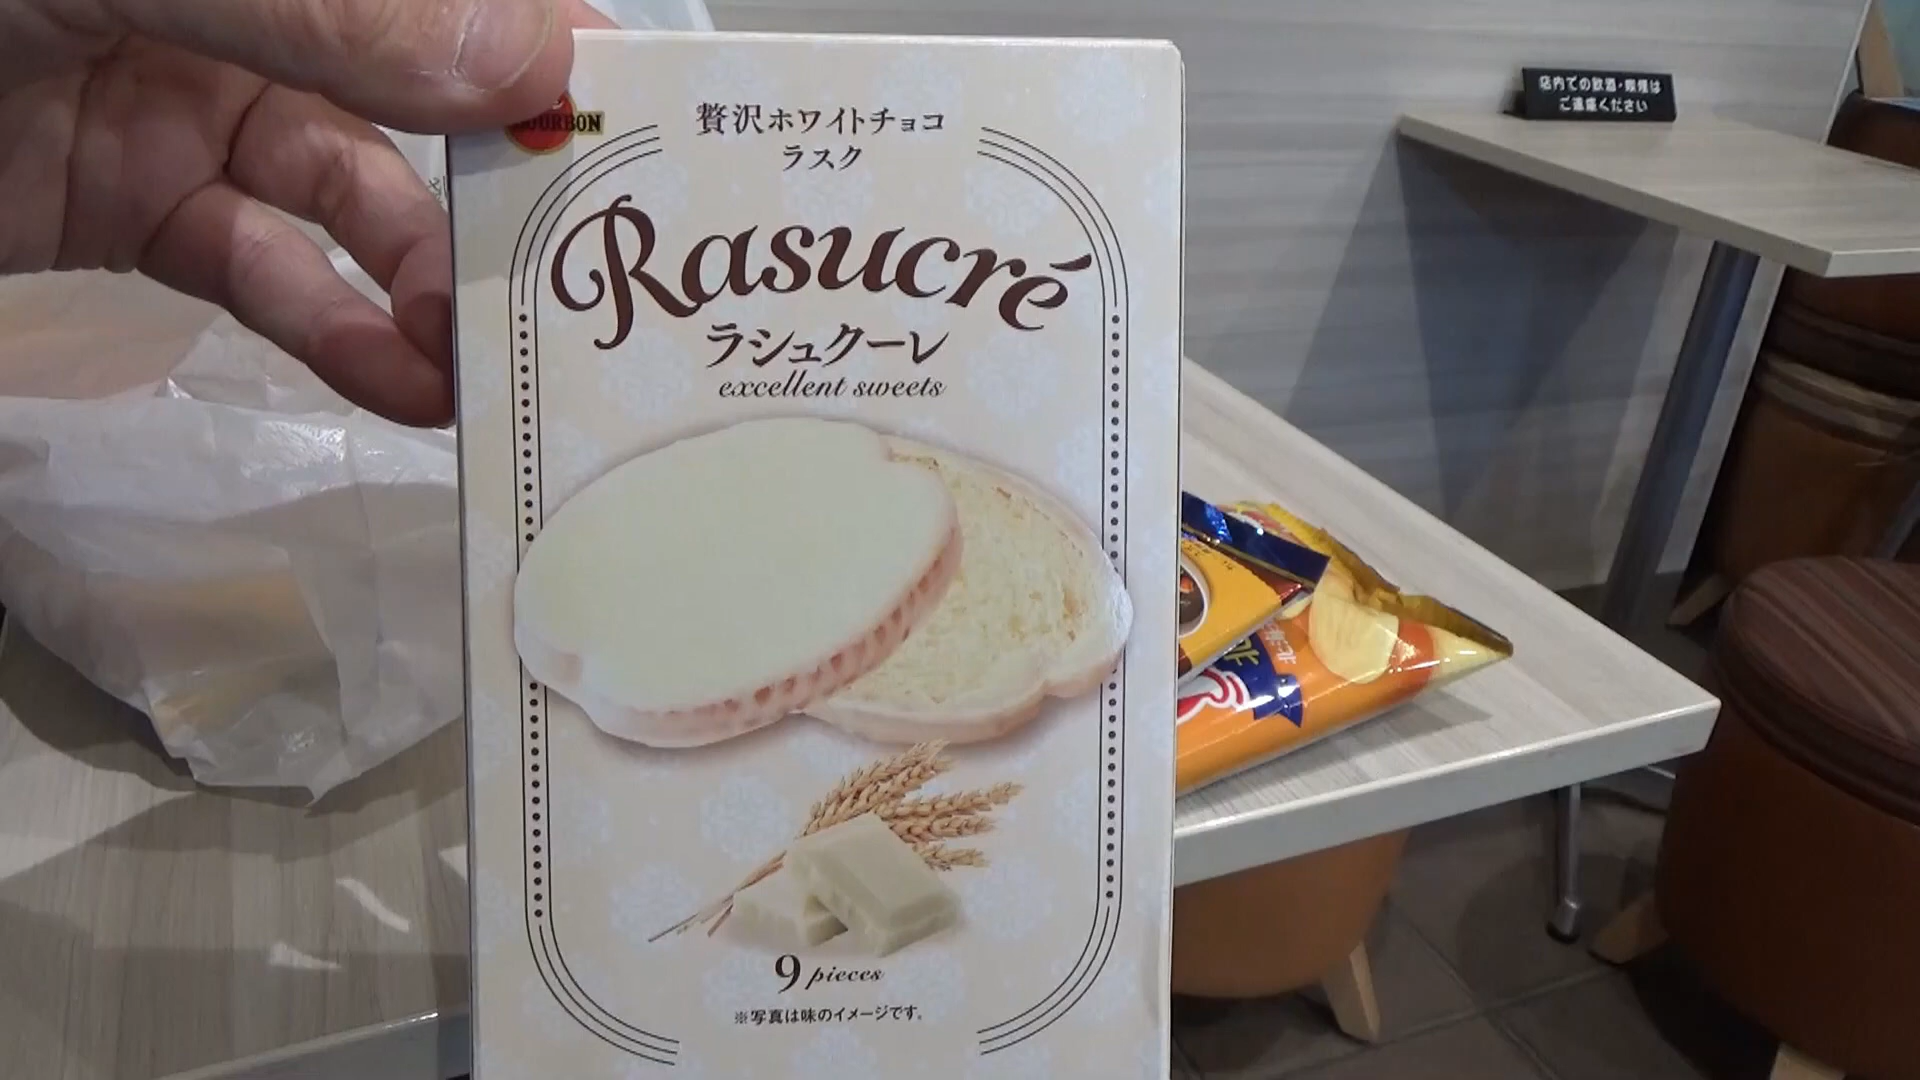 BOURBON
贅沢ホワイトチョコ
ラスク
Rasucré
ラシュクーレ
excellent sweets
9 pieces
※写真は味のイメージです。
店内での飲酒・喫煙は
ご遠慮ください